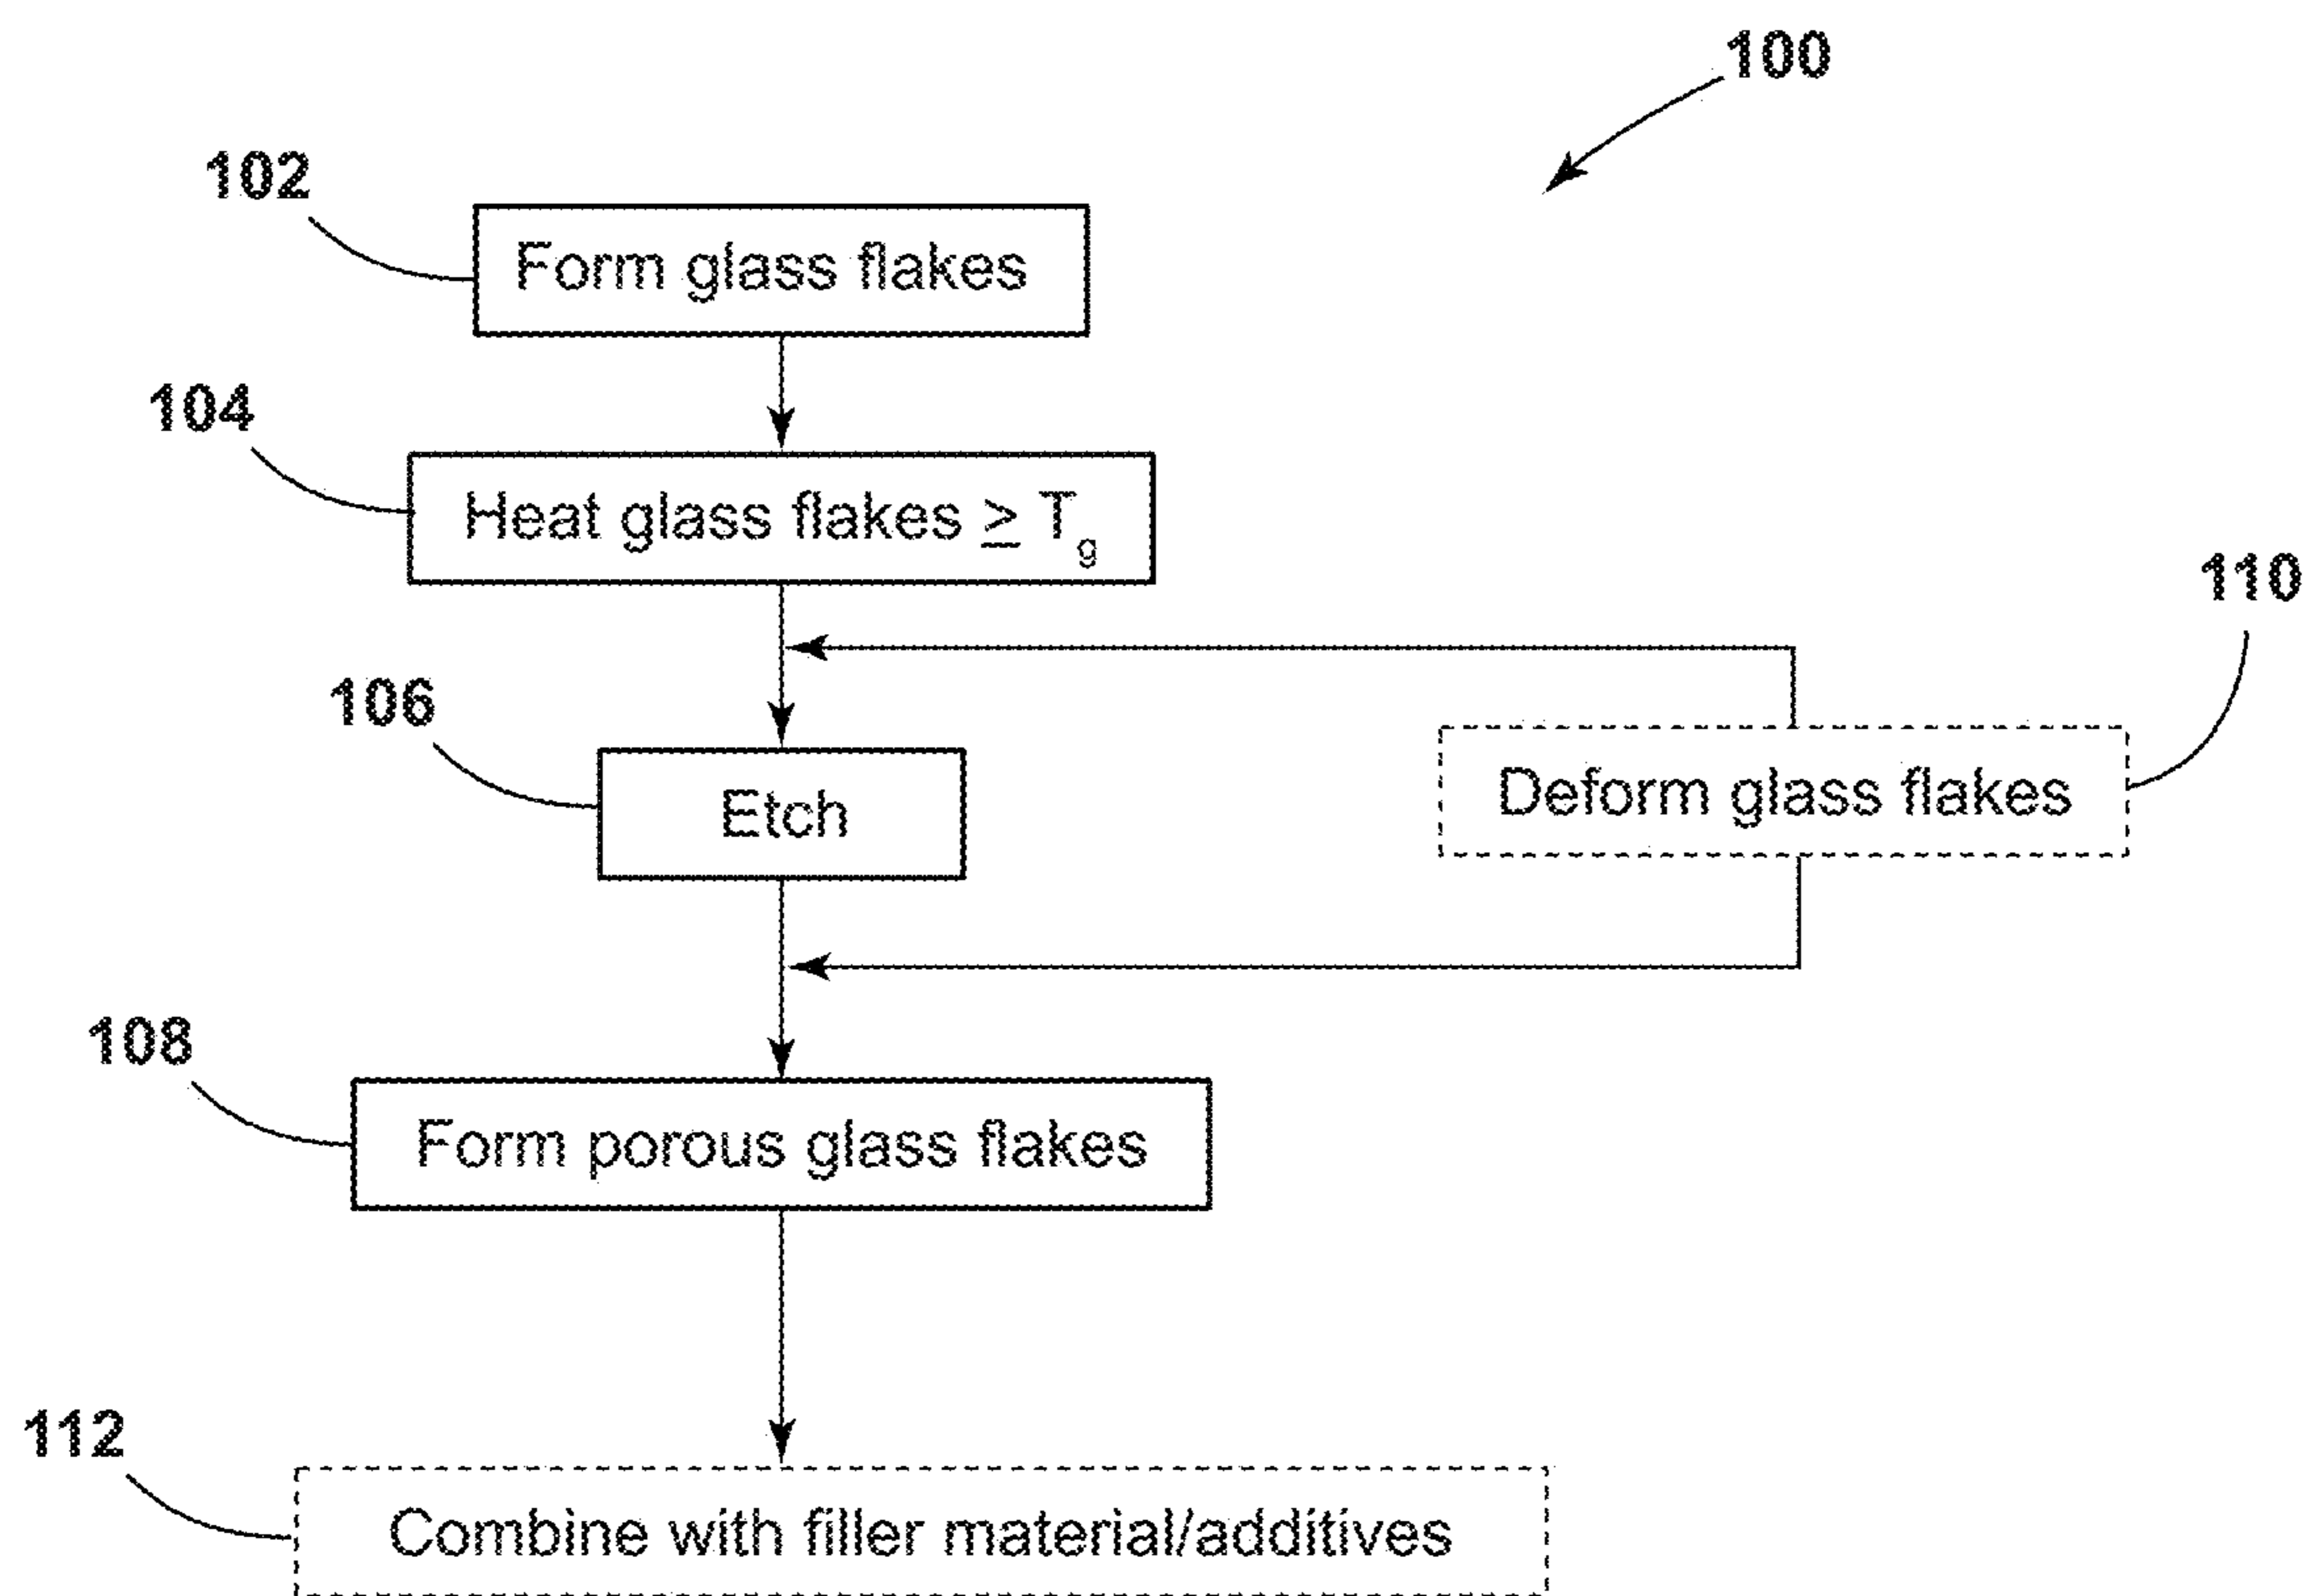 100
102
Form glass flakes
104
Heat glass flakes ≥ Tg
110
106
Etch
Deform glass flakes
108
Form porous glass flakes
112
Combine with filler material/additives